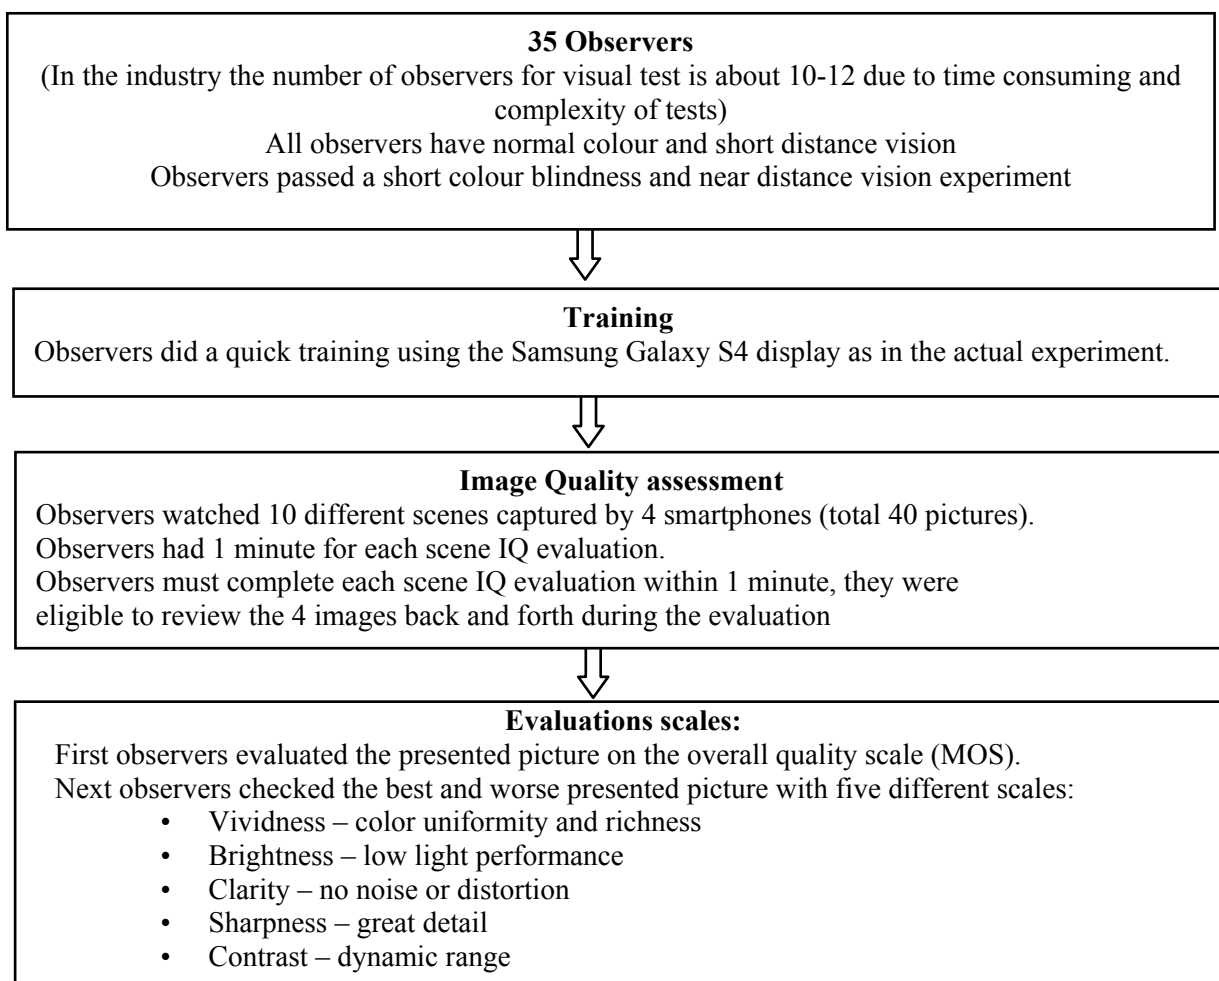 35 Observers
(In the industry the number of observers for visual test is about 10-12 due to time consuming and
complexity of tests)
All observers have normal colour and short distance vision
Observers passed a short colour blindness and near distance vision experiment
Training
Observers did a quick training using the Samsung Galaxy S4 display as in the actual experiment.
Image Quality assessment
Observers watched 10 different scenes captured by 4 smartphones (total 40 pictures).
Observers had 1 minute for each scene IQ evaluation.
Observers must complete each scene IQ evaluation within 1 minute, they were
eligible to review the 4 images back and forth during the evaluation
Evaluations scales:
First observers evaluated the presented picture on the overall quality scale (MOS).
Next observers checked the best and worse presented picture with five different scales:
• Vividness – color uniformity and richness
• Brightness – low light performance
• Clarity – no noise or distortion
• Sharpness – great detail
• Contrast – dynamic range